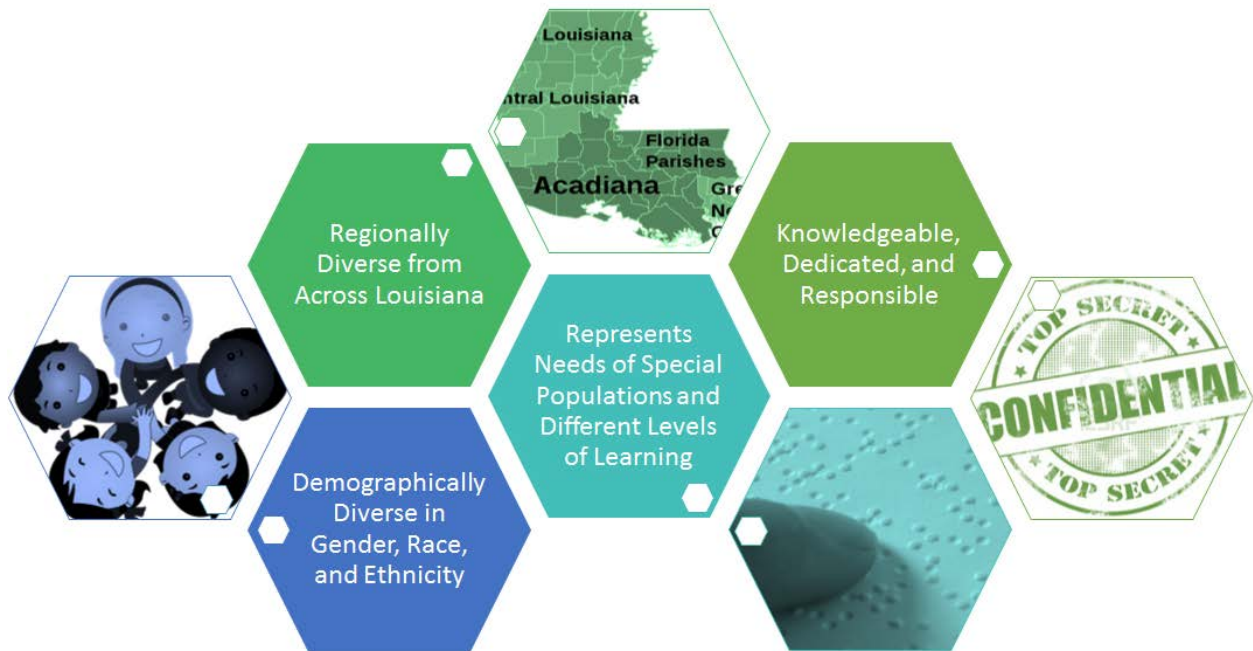 Louisiana
ntral Louisiana
Florida
Parishes
Acadiana
Gre
Regionally
Diverse from
Across Louisiana
Knowledgeable,
Dedicated, and
Responsible
Represents
Needs of Special
Populations and
Different Levels
of Learning
TOP SECRET
CONFIDENTIAL
TOP SECRET
Demographically
Diverse in
Gender, Race,
and Ethnicity